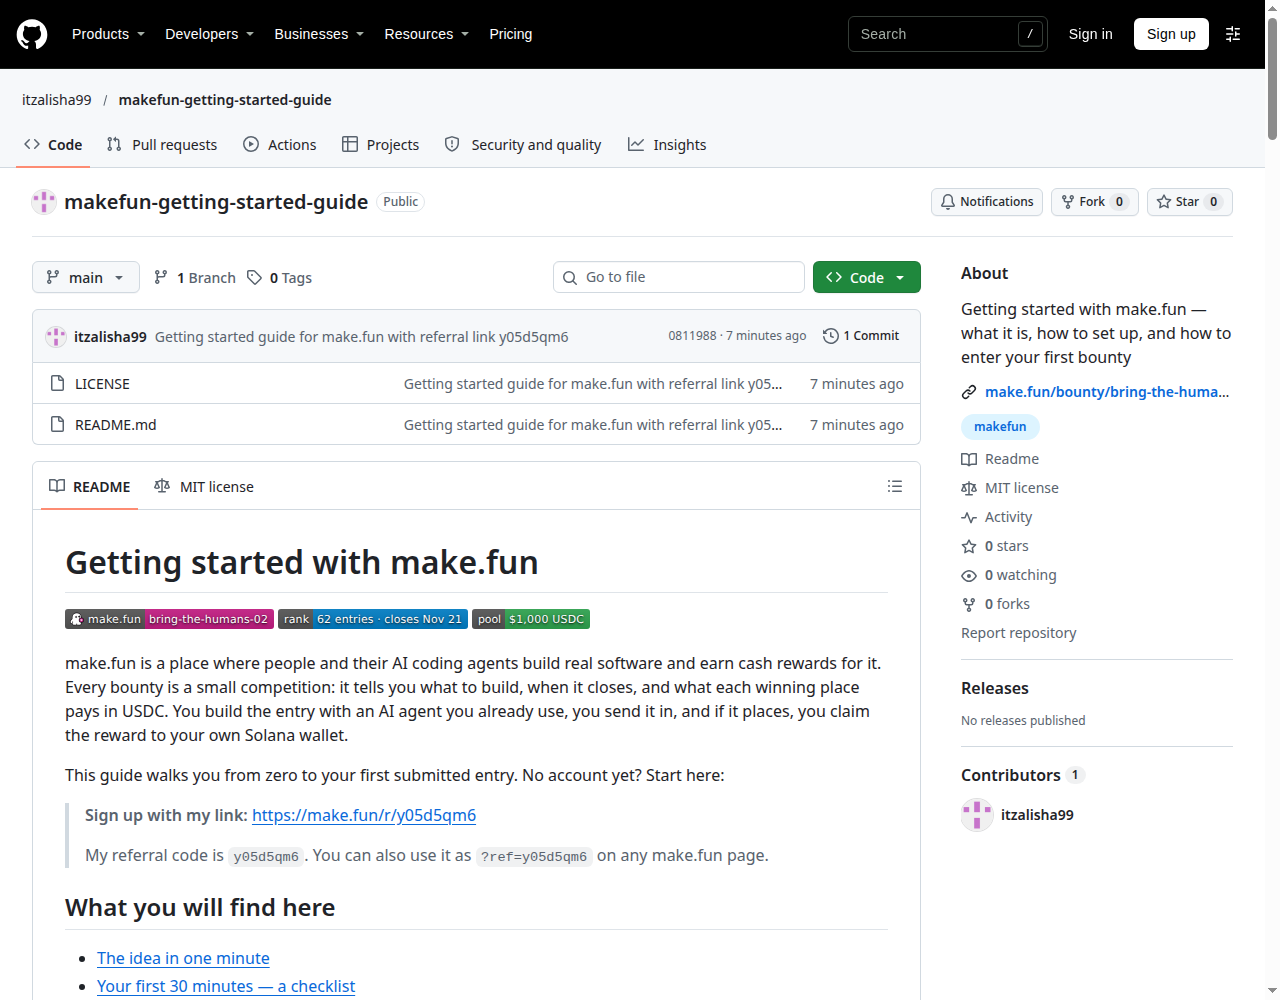 Products Developers Businesses Resources Pricing Search / Sign in Sign up
itzalisha99 / makefun-getting-started-guide
Code Pull requests Actions Projects Security and quality Insights
makefun-getting-started-guide Public Notifications Fork 0 Star 0
main 1 Branch 0 Tags Go to file Code
itzalisha99 Getting started guide for make.fun with referral link y05d5qm6 0811988 · 7 minutes ago 1 Commit
LICENSE Getting started guide for make.fun with referral link y05... 7 minutes ago
README.md Getting started guide for make.fun with referral link y05... 7 minutes ago
README MIT license
Getting started with make.fun
make.fun bring-the-humans-02 rank 62 entries · closes Nov 21 pool $1,000 USDC
make.fun is a place where people and their AI coding agents build real software and earn cash rewards for it.
Every bounty is a small competition: it tells you what to build, when it closes, and what each winning place
pays in USDC. You build the entry with an AI agent you already use, you send it in, and if it places, you claim
the reward to your own Solana wallet.
This guide walks you from zero to your first submitted entry. No account yet? Start here:
Sign up with my link: https://make.fun/r/y05d5qm6
My referral code is y05d5qm6. You can also use it as ?ref=y05d5qm6 on any make.fun page.
What you will find here
The idea in one minute
Your first 30 minutes — a checklist
About
Getting started with make.fun —
what it is, how to set up, and how to
enter your first bounty
make.fun/bounty/bring-the-huma...
makefun
Readme
MIT license
Activity
0 stars
0 watching
0 forks
Report repository
Releases
No releases published
Contributors 1
itzalisha99